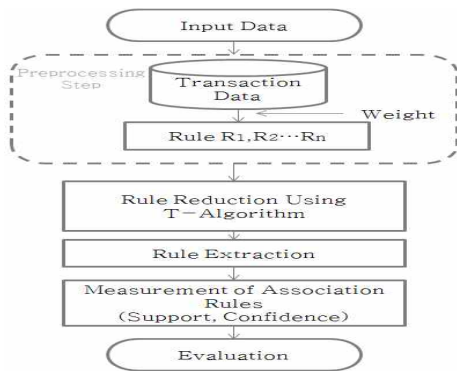 Input Data
Preprocessing
Step
Transaction
Data
Weight
Rule R1,R2…Rn
Rule Reduction Using
T-Algorithm
Rule Extraction
Measurement of Association
Rules
(Support, Confidence)
Evaluation